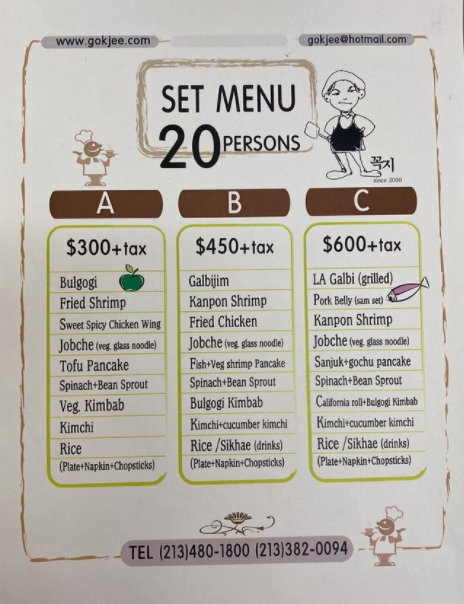 www.gokjee.com
gokjee@hotmail.com
SET MENU
20 PERSONS
꼭지
since 2000
A
$300+tax
Bulgogi
Fried Shrimp
Sweet Spicy Chicken Wing
Jobche (veg. glass noodle)
Tofu Pancake
Spinach+Bean Sprout
Veg. Kimbab
Kimchi
Rice
(Plate+Napkin+Chopsticks)
B
$450+tax
Galbijim
Kanpon Shrimp
Fried Chicken
Jobche (veg. glass noodle)
Fish+Veg shrimp Pancake
Spinach+Bean Sprout
Bulgogi Kimbab
Kimchi+cucumber kimchi
Rice /Sikhae (drinks)
(Plate+Napkin+Chopsticks)
C
$600+tax
LA Galbi (grilled)
Pork Belly (sam set)
Kanpon Shrimp
Jobche (veg. glass noodle)
Sanjuk+gochu pancake
Spinach+Bean Sprout
California roll+Bulgogi Kimbab
Kimchi+cucumber kimchi
Rice /Sikhae (drinks)
(Plate+Napkin+Chopsticks)
TEL (213)480-1800 (213)382-0094